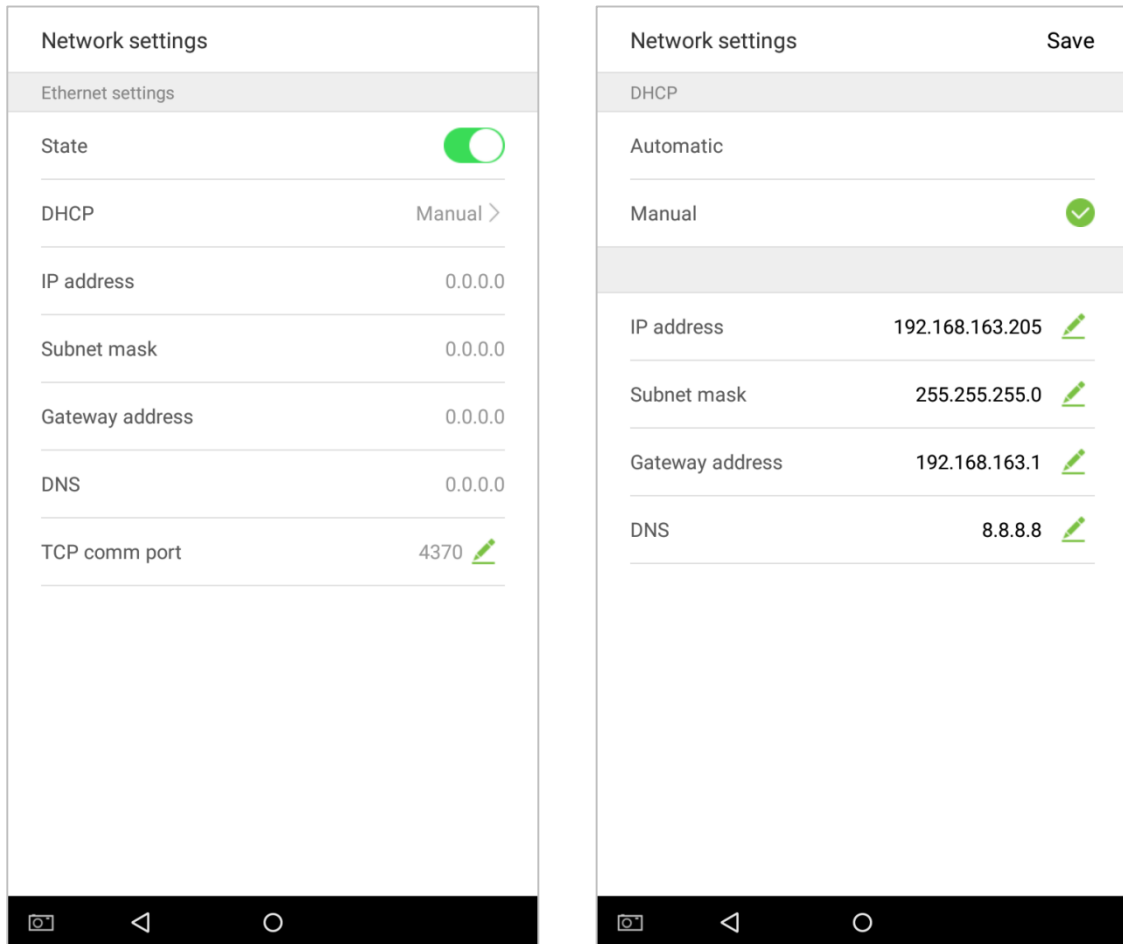 Network settings
Ethernet settings
State
DHCP Manual
IP address 0.0.0.0
Subnet mask 0.0.0.0
Gateway address 0.0.0.0
DNS 0.0.0.0
TCP comm port 4370
Network settings Save
DHCP
Automatic
Manual
IP address 192.168.163.205
Subnet mask 255.255.255.0
Gateway address 192.168.163.1
DNS 8.8.8.8